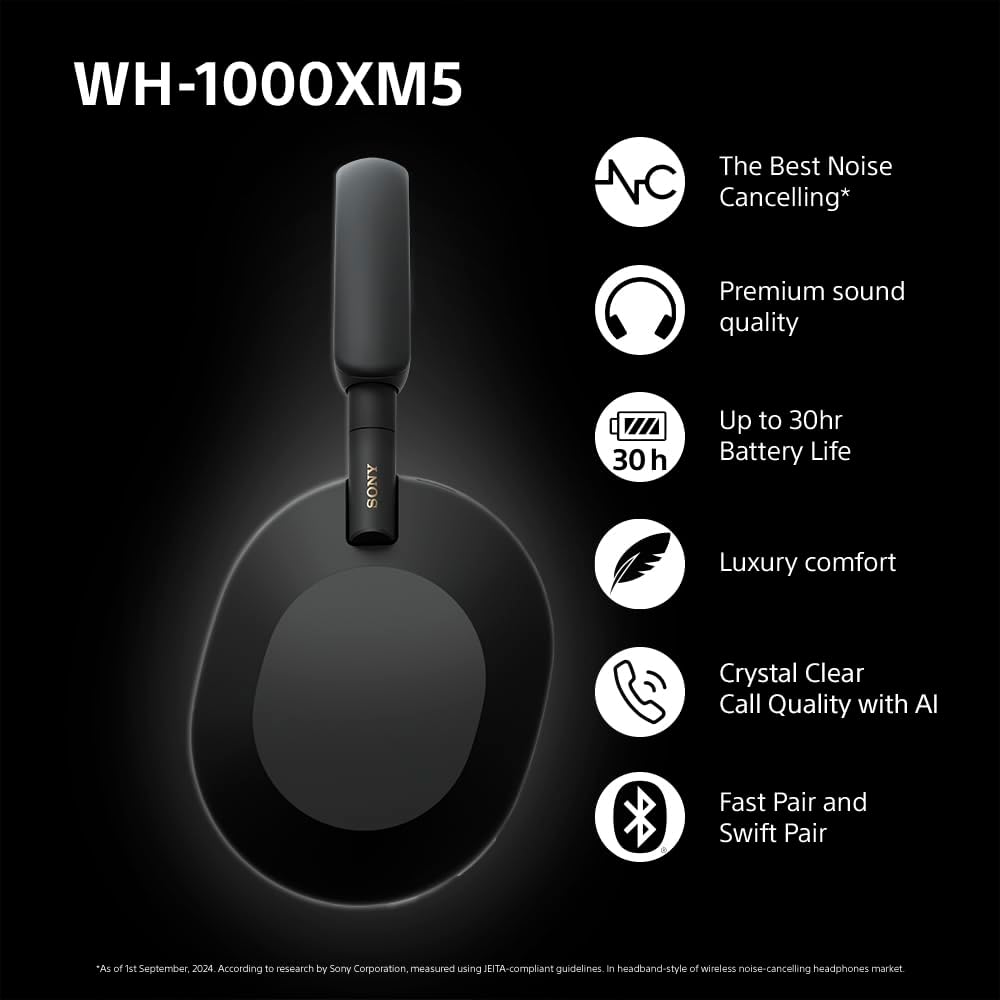 WH-1000XM5
SONY
NC
The Best Noise
Cancelling*
Premium sound
quality
30h
Up to 30hr
Battery Life
Luxury comfort
Crystal Clear
Call Quality with AI
®
Fast Pair and
Swift Pair
*As of 1st September, 2024. According to research by Sony Corporation, measured using JEITA-compliant guidelines. In headband-style of wireless noise-cancelling headphones market.